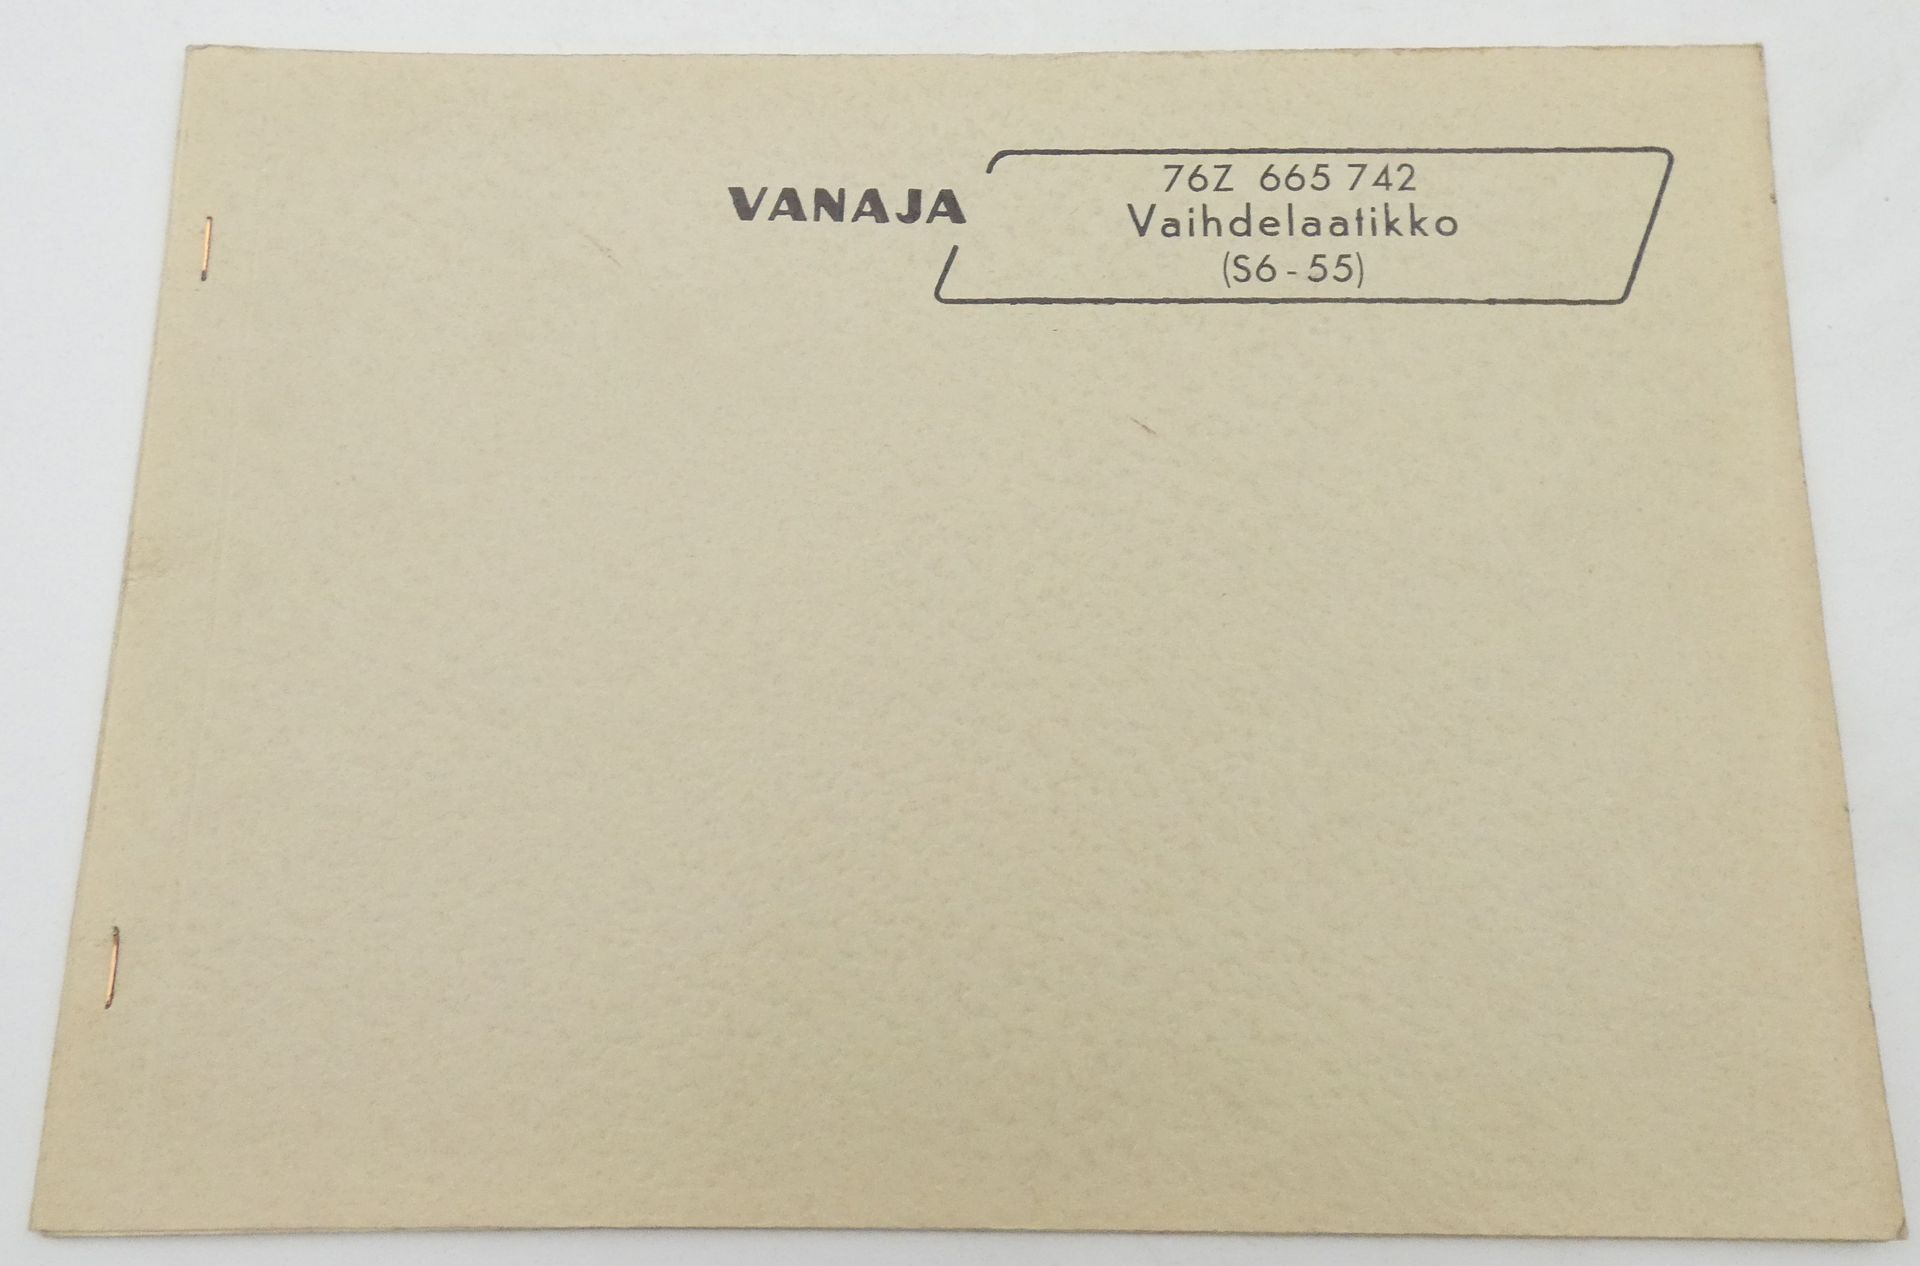 VANAJA
76Z 665 742
Vaihdelaatikko
(S6 - 55)